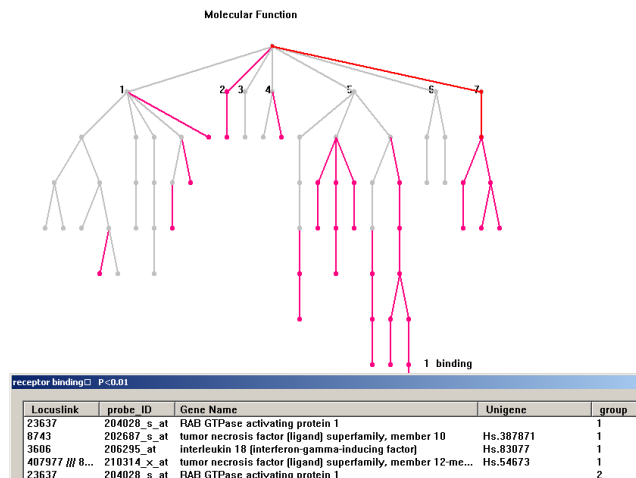 Molecular Function
1 2 3 4 5 6 7
1 binding
receptor binding□ P<0.01
Locuslink probe_ID Gene Name Unigene group
23637 204028_s_at RAB GTPase activating protein 1 1
8743 202687_s_at tumor necrosis factor (ligand) superfamily, member 10 Hs.387871 1
3606 206295_at interleukin 18 (interferon-gamma-inducing factor) Hs.83077 1
407977 /// 8... 210314_x_at tumor necrosis factor (ligand) superfamily, member 12-me... Hs.54673 1
23637 204028_s_at RAB GTPase activating protein 1 2